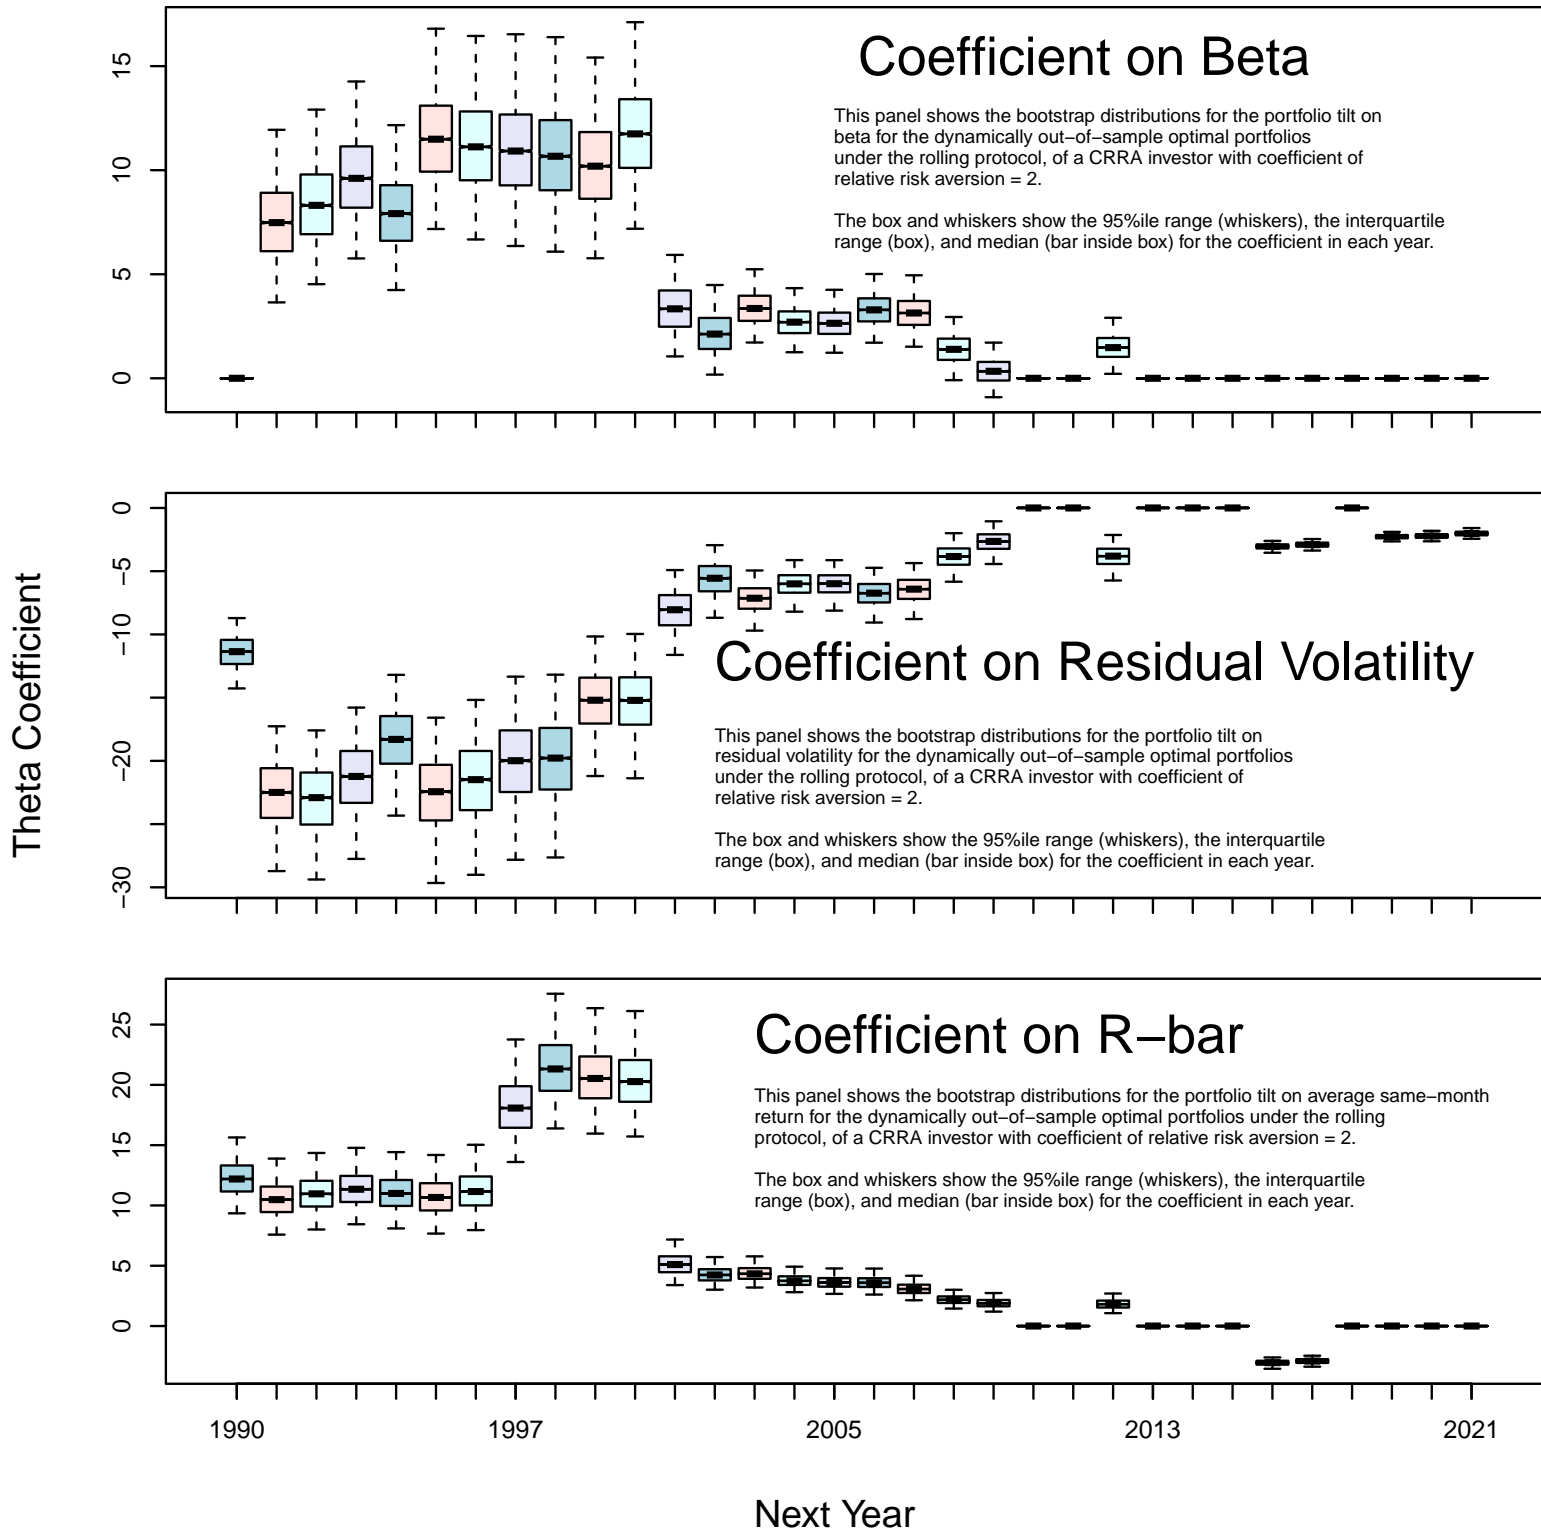 Coefficient on Beta
This panel shows the bootstrap distributions for the portfolio tilt on
beta for the dynamically out−of−sample optimal portfolios
under the rolling protocol, of a CRRA investor with coefficient of
relative risk aversion = 2.
The box and whiskers show the 95%ile range (whiskers), the interquartile
range (box), and median (bar inside box) for the coefficient in each year.
15
10
5
0
Theta Coefficient
0
−5
−10
−20
−30
Coefficient on Residual Volatility
This panel shows the bootstrap distributions for the portfolio tilt on
residual volatility for the dynamically out−of−sample optimal portfolios
under the rolling protocol, of a CRRA investor with coefficient of
relative risk aversion = 2.
The box and whiskers show the 95%ile range (whiskers), the interquartile
range (box), and median (bar inside box) for the coefficient in each year.
25
20
15
10
5
0
Coefficient on R−bar
This panel shows the bootstrap distributions for the portfolio tilt on average same−month
return for the dynamically out−of−sample optimal portfolios under the rolling
protocol, of a CRRA investor with coefficient of relative risk aversion = 2.
The box and whiskers show the 95%ile range (whiskers), the interquartile
range (box), and median (bar inside box) for the coefficient in each year.
1990 1997 2005 2013 2021
Next Year